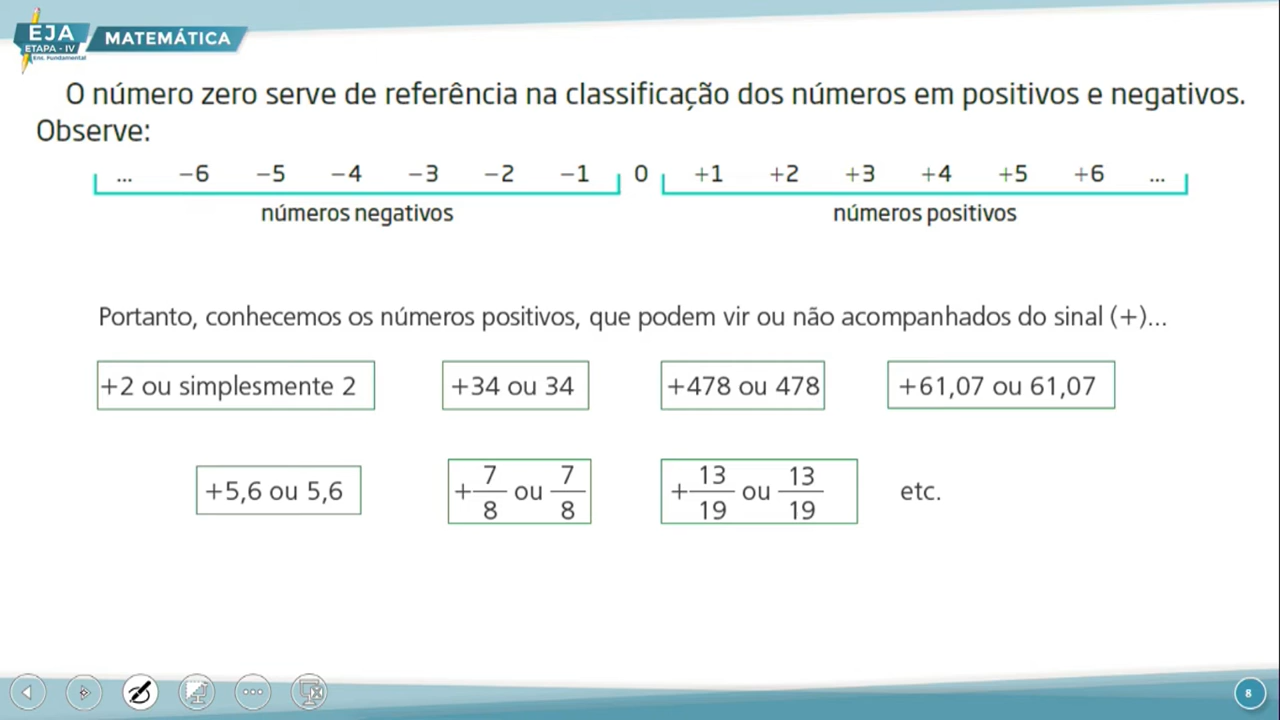 EJA
ETAPA - IV
Ens. Fundamental
MATEMÁTICA
O número zero serve de referência na classificação dos números em positivos e negativos.
Observe:
... −6 −5 −4 −3 −2 −1 0 +1 +2 +3 +4 +5 +6 ...
números negativos números positivos
Portanto, conhecemos os números positivos, que podem vir ou não acompanhados do sinal (+)...
+2 ou simplesmente 2 +34 ou 34 +478 ou 478 +61,07 ou 61,07
+5,6 ou 5,6 +7/8 ou 7/8 +13/19 ou 13/19 etc.
8